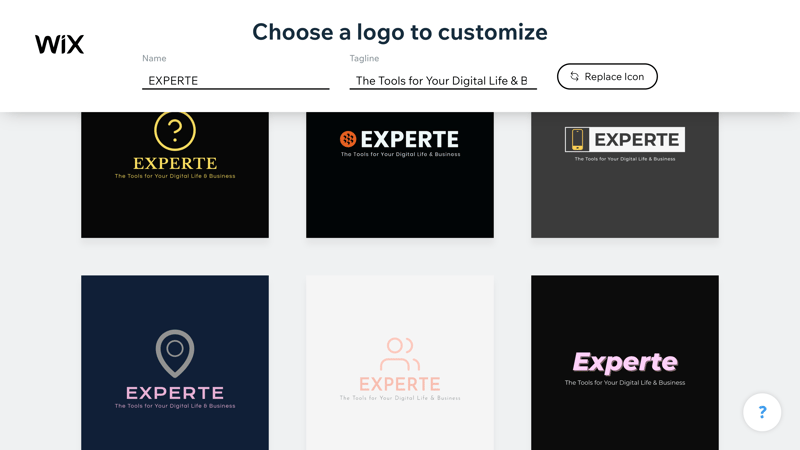 WiX
Choose a logo to customize
Name
Tagline
EXPERTE
The Tools for Your Digital Life & B
Replace Icon
?
EXPERTE
The Tools for Your Digital Life & Business
EXPERTE
The Tools for Your Digital Life & Business
EXPERTE
The Tools for Your Digital Life & Business
EXPERTE
The Tools for Your Digital Life & Business
EXPERTE
The Tools for Your Digital Life & Business
Experte
The Tools for Your Digital Life & Business
?